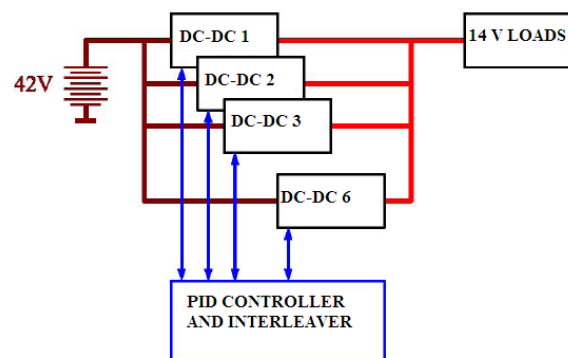 DC-DC 1
14 V LOADS
DC-DC 2
42V
DC-DC 3
DC-DC 6
PID CONTROLLER
AND INTERLEAVER